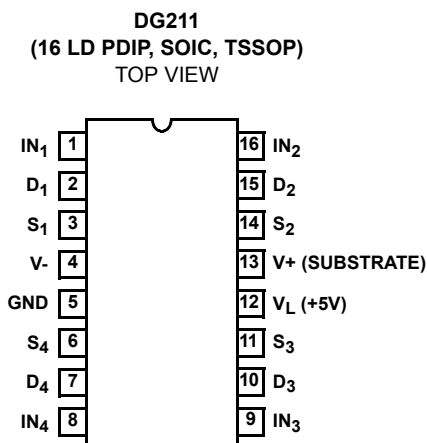 DG211
(16 LD PDIP, SOIC, TSSOP)
TOP VIEW
IN1 1 16 IN2
D1 2 15 D2
S1 3 14 S2
V- 4 13 V+ (SUBSTRATE)
GND 5 12 VL (+5V)
S4 6 11 S3
D4 7 10 D3
IN4 8 9 IN3